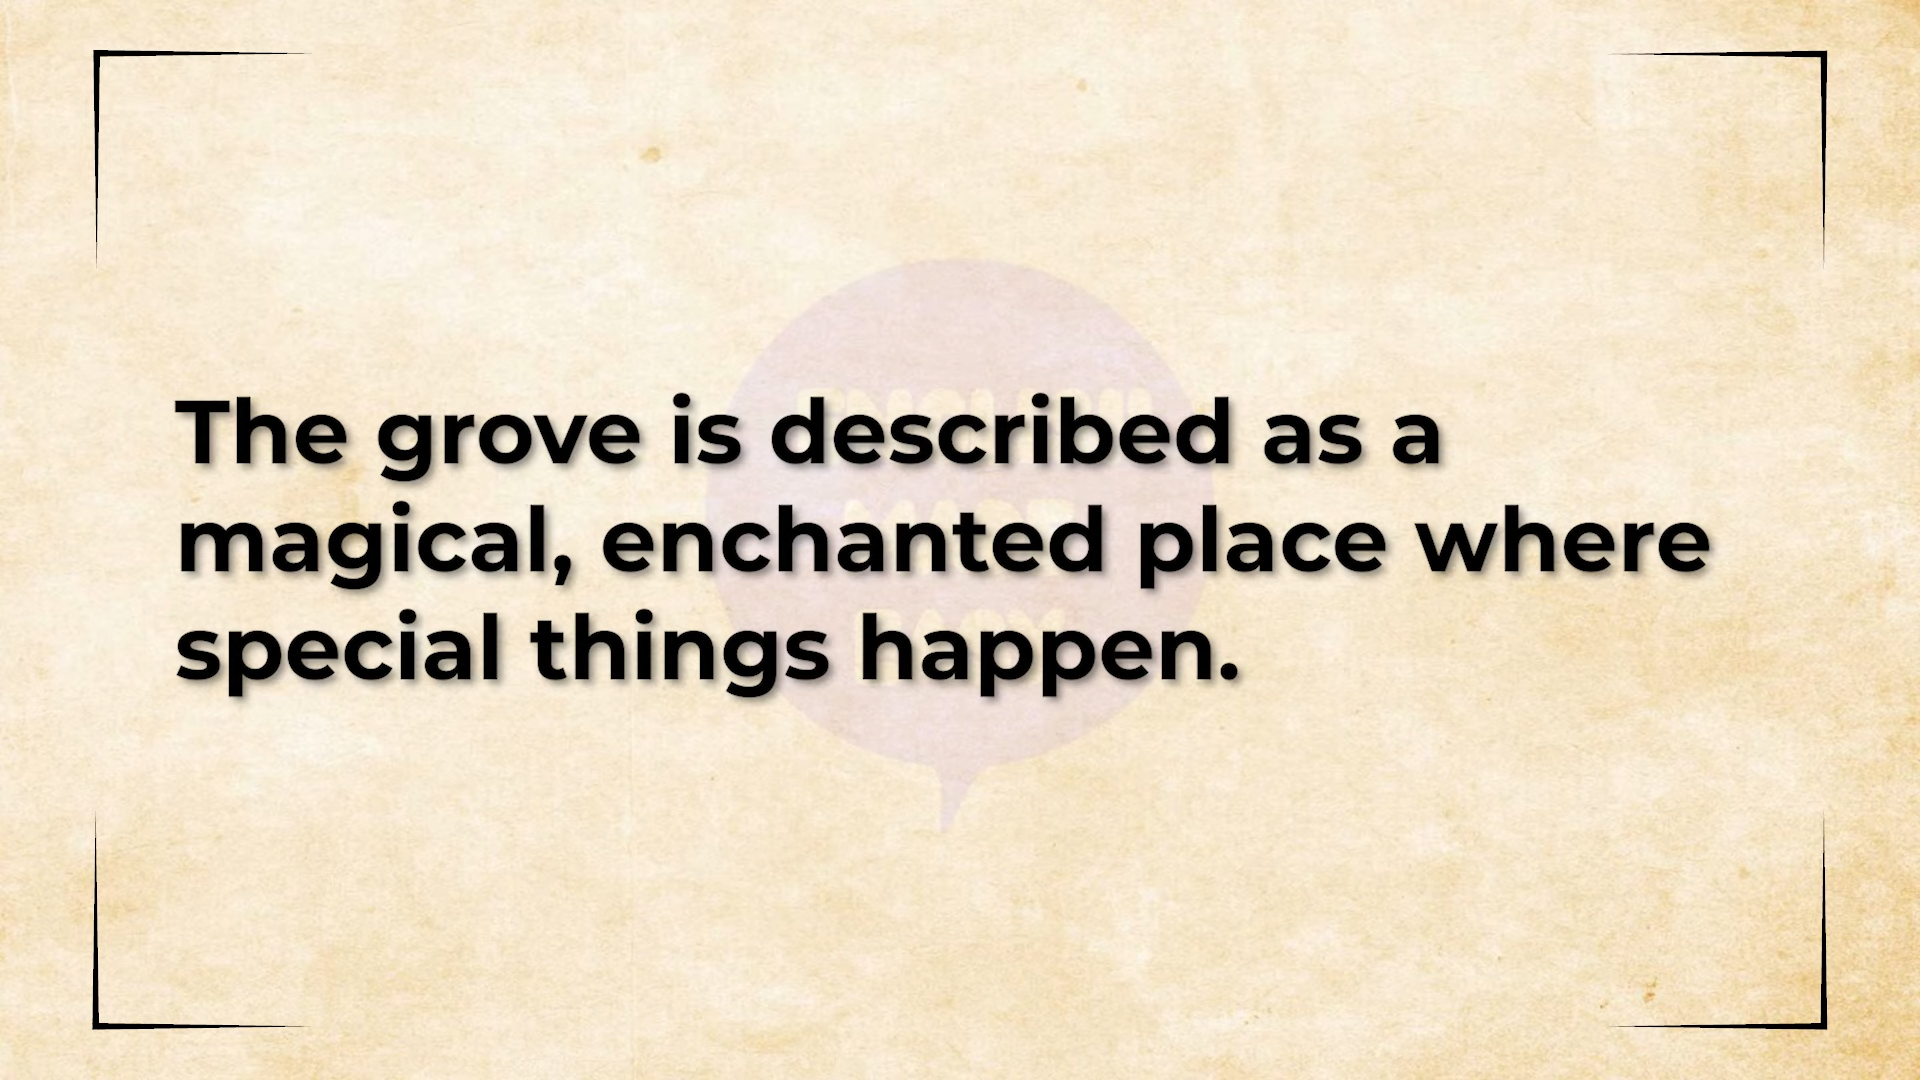 The grove is described as a
magical, enchanted place where
special things happen.